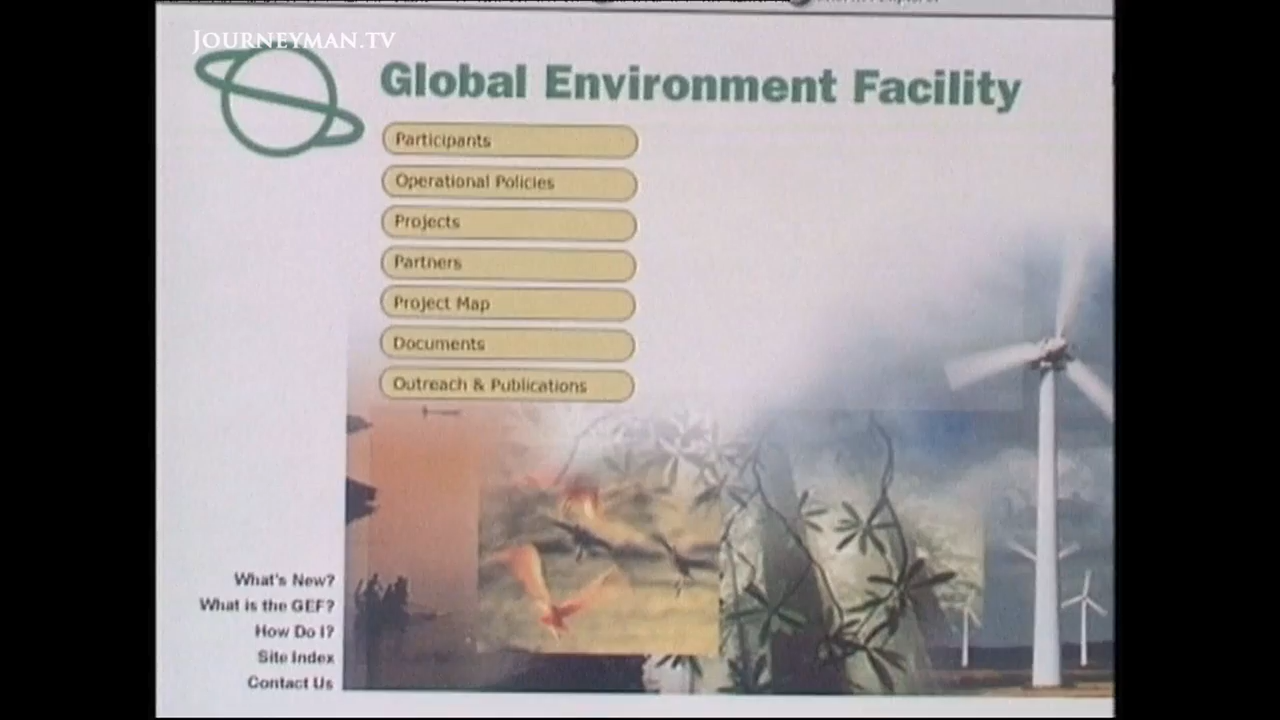 JOURNEYMAN.TV
Global Environment Facility
Participants
Operational Policies
Projects
Partners
Project Map
Documents
Outreach & Publications
What's New?
What is the GEF?
How Do I?
Site Index
Contact Us